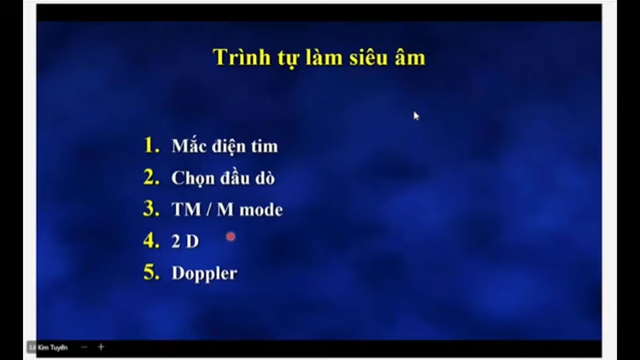 Trình tự làm siêu âm
1. Mắc điện tim
2. Chọn đầu dò
3. TM / M mode
4. 2 D
5. Doppler
Lê Kim Tuyến